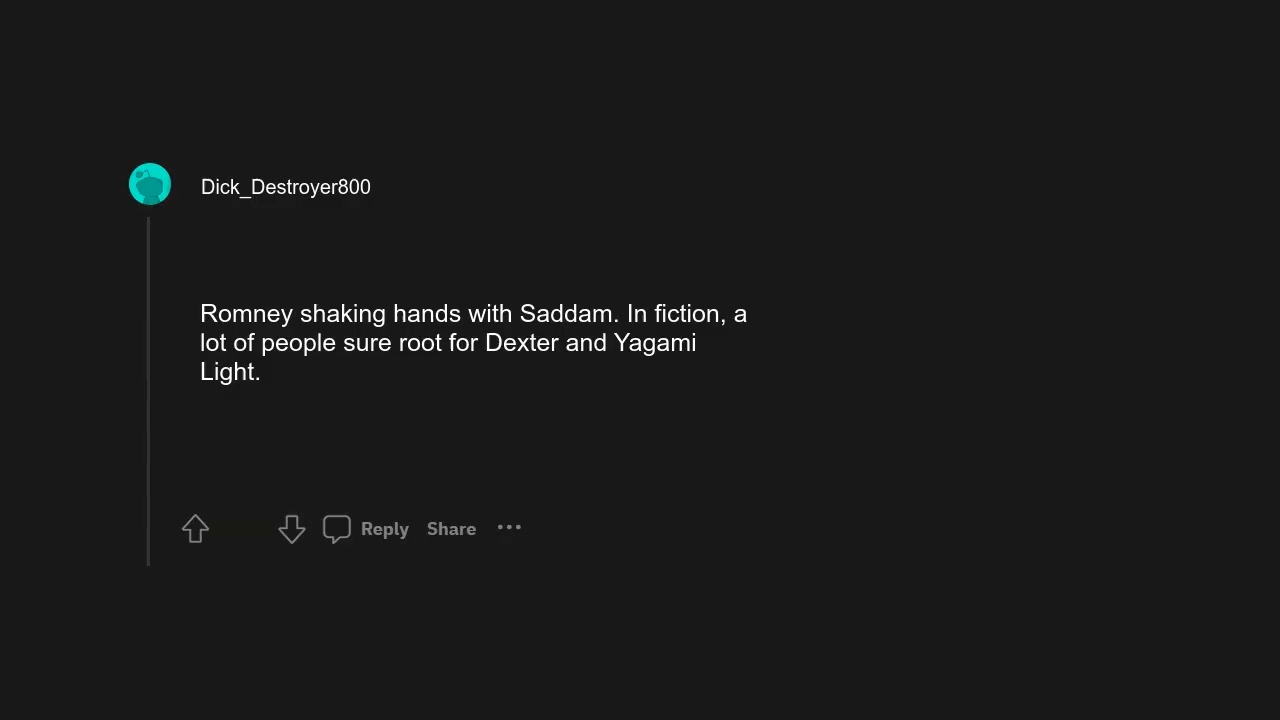 Dick_Destroyer800
Romney shaking hands with Saddam. In fiction, a
lot of people sure root for Dexter and Yagami
Light.
Reply Share